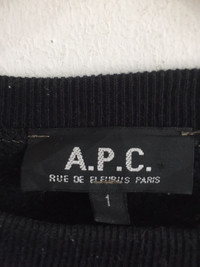 A.P.C.
RUE DE FLEURUS PARIS
1